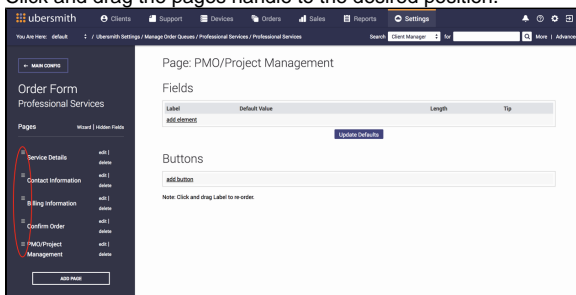 Click and drag the pages handle to the desired position.
ubersmith Clients Support Devices Orders Sales Reports Settings
You Are Here: default / Ubersmith Settings / Manage Order Queues / Professional Services / Professional Services Search Client Manager for More | Advance
← MAIN CONFIG
Order Form
Professional Services
Pages Wizard | Hidden Fields
Service Details edit | delete
Contact Information edit | delete
Billing Information edit | delete
Confirm Order edit | delete
PMO/Project Management edit | delete
ADD PAGE
Page: PMO/Project Management
Fields
Label Default Value Length Tip
add element
Update Defaults
Buttons
add button
Note: Click and drag Label to re-order.